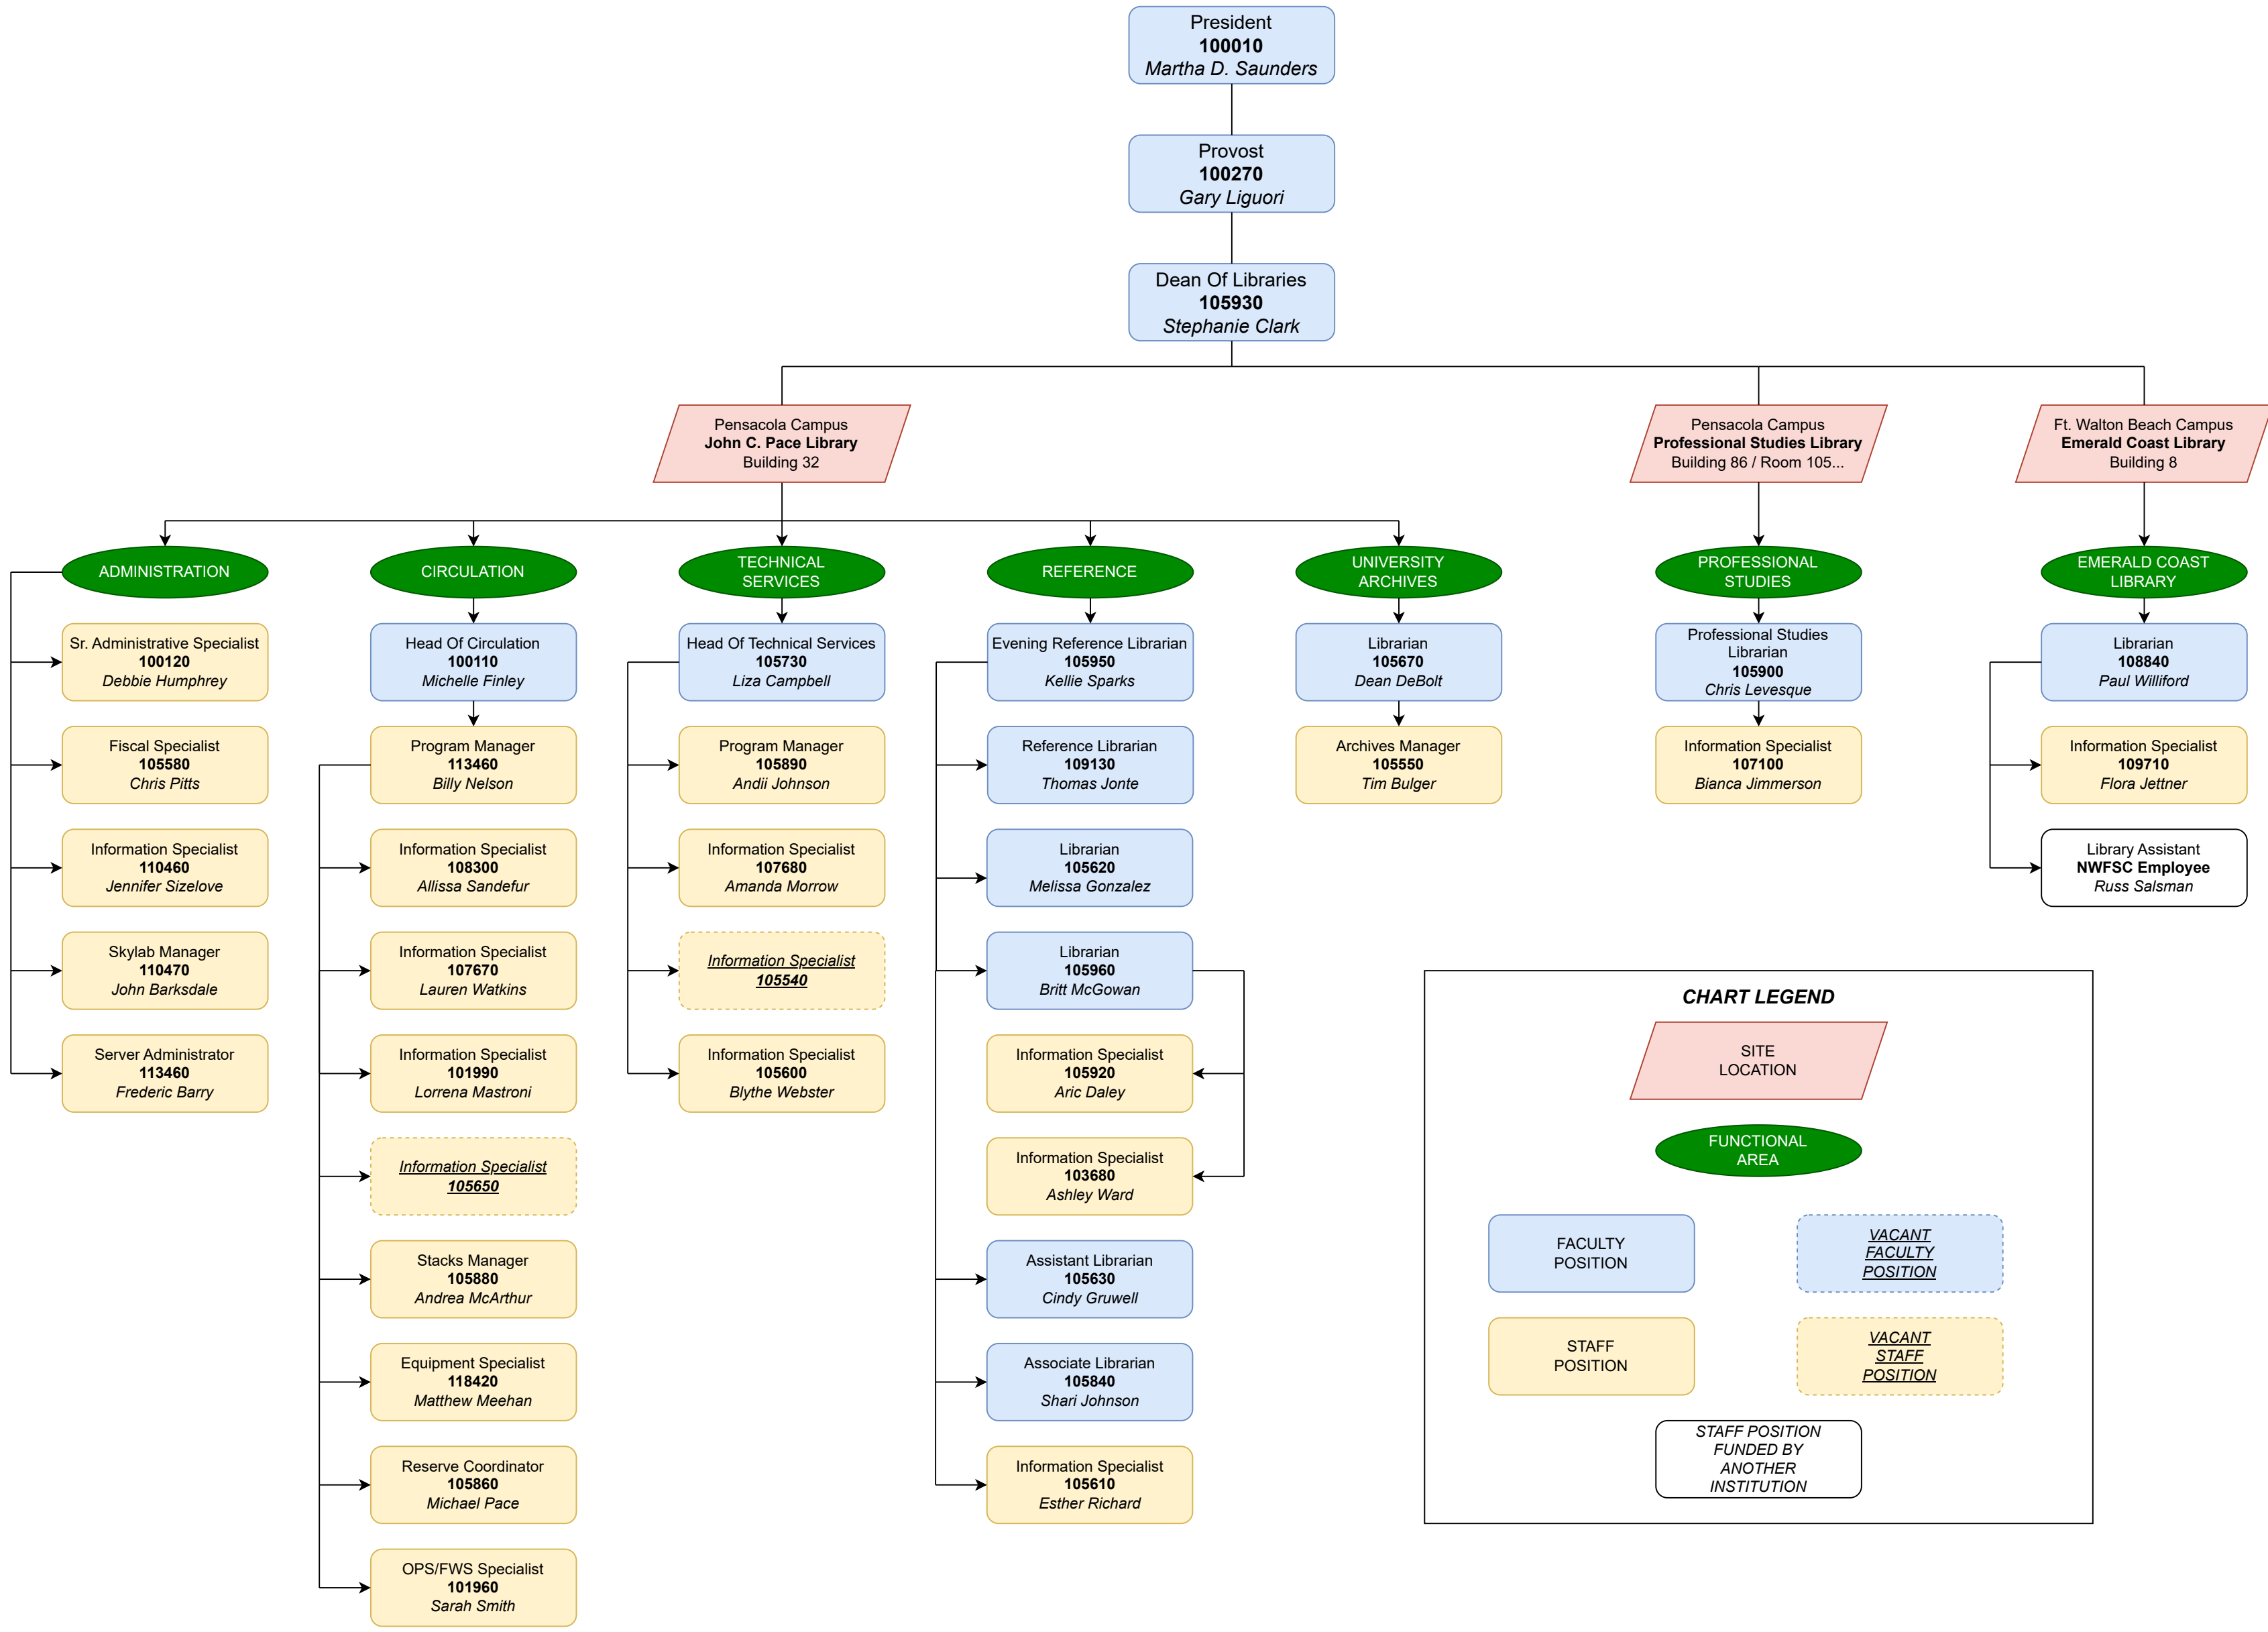 President
100010
Martha D. Saunders
Provost
100270
Gary Liguori
Dean Of Libraries
105930
Stephanie Clark
Pensacola Campus
John C. Pace Library
Building 32
Pensacola Campus
Professional Studies Library
Building 86 / Room 105...
Ft. Walton Beach Campus
Emerald Coast Library
Building 8
ADMINISTRATION
Sr. Administrative Specialist
100120
Debbie Humphrey
Fiscal Specialist
105580
Chris Pitts
Information Specialist
110460
Jennifer Sizelove
Skylab Manager
110470
John Barksdale
Server Administrator
113460
Frederic Barry
CIRCULATION
Head Of Circulation
100110
Michelle Finley
Program Manager
113460
Billy Nelson
Information Specialist
108300
Allissa Sandefur
Information Specialist
107670
Lauren Watkins
Information Specialist
101990
Lorrena Mastroni
Information Specialist
105650
Stacks Manager
105880
Andrea McArthur
Equipment Specialist
118420
Matthew Meehan
Reserve Coordinator
105860
Michael Pace
OPS/FWS Specialist
101960
Sarah Smith
TECHNICAL
SERVICES
Head Of Technical Services
105730
Liza Campbell
Program Manager
105890
Andii Johnson
Information Specialist
107680
Amanda Morrow
Information Specialist
105540
Information Specialist
105600
Blythe Webster
REFERENCE
Evening Reference Librarian
105950
Kellie Sparks
Reference Librarian
109130
Thomas Jonte
Librarian
105620
Melissa Gonzalez
Librarian
105960
Britt McGowan
Information Specialist
105920
Aric Daley
Information Specialist
103680
Ashley Ward
Assistant Librarian
105630
Cindy Gruwell
Associate Librarian
105840
Shari Johnson
Information Specialist
105610
Esther Richard
UNIVERSITY
ARCHIVES
Librarian
105670
Dean DeBolt
Archives Manager
105550
Tim Bulger
PROFESSIONAL
STUDIES
Professional Studies
Librarian
105900
Chris Levesque
Information Specialist
107100
Bianca Jimmerson
EMERALD COAST
LIBRARY
Librarian
108840
Paul Williford
Information Specialist
109710
Flora Jettner
Library Assistant
NWFSC Employee
Russ Salsman
CHART LEGEND
SITE
LOCATION
FUNCTIONAL
AREA
FACULTY
POSITION
VACANT
FACULTY
POSITION
STAFF
POSITION
VACANT
STAFF
POSITION
STAFF POSITION
FUNDED BY
ANOTHER
INSTITUTION